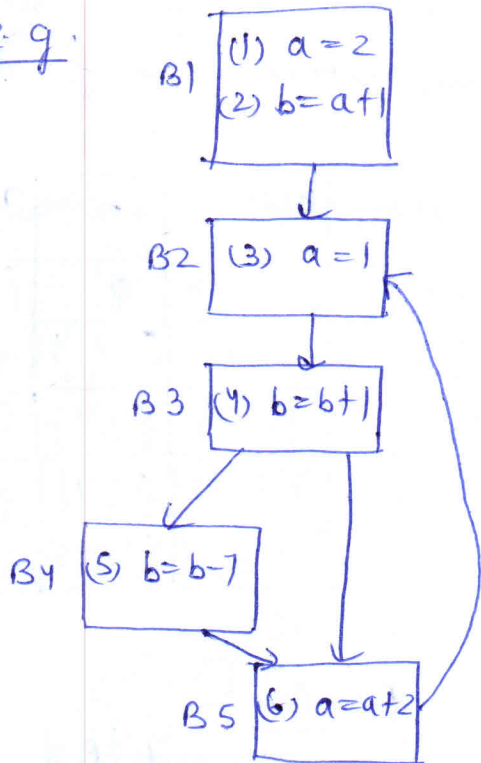 e.g.
B1
(1) a = 2
(2) b = a+1
B2
(3) a = 1
B3
(4) b = b+1
B4
(5) b = b-7
B5
(6) a = a+2